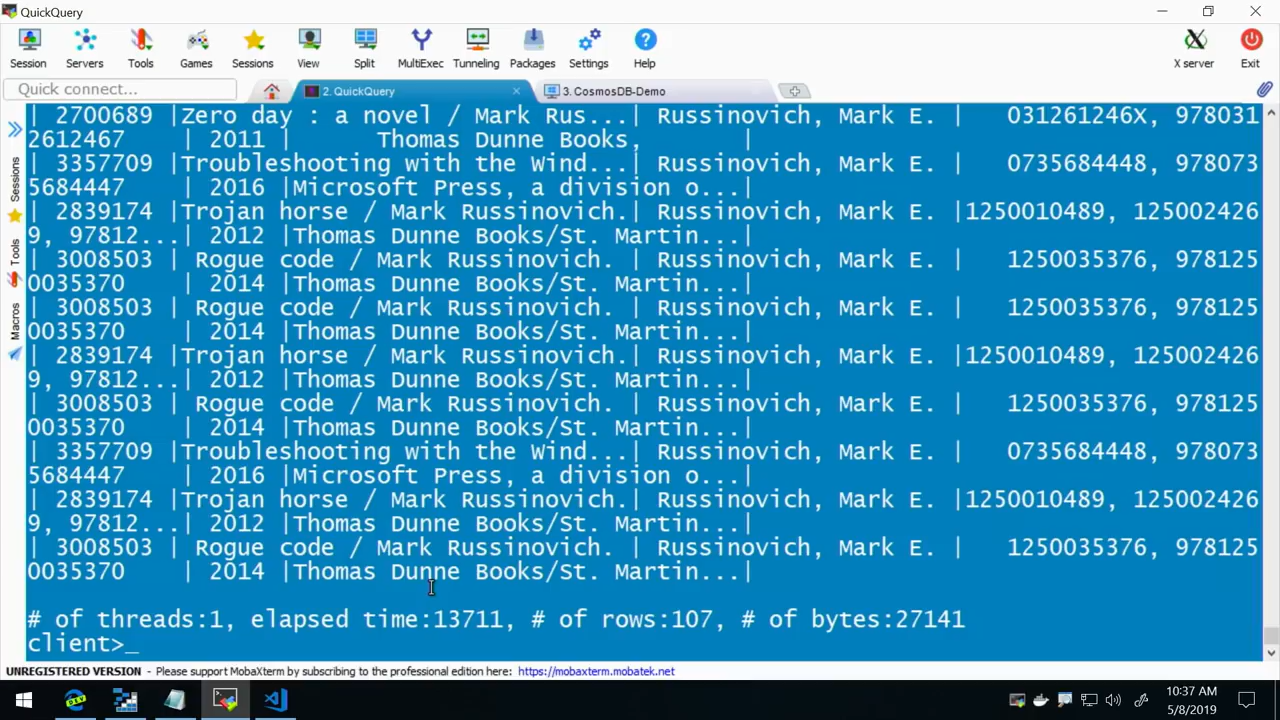 QuickQuery
Session Servers Tools Games Sessions View Split MultiExec Tunneling Packages Settings Help X server Exit
Quick connect... 2. QuickQuery 3. CosmosDB-Demo
Sessions
Tools
Macros
| 2700689 |Zero day : a novel / Mark Rus...| Russinovich, Mark E. | 031261246X, 978031
2612467 | 2011 | Thomas Dunne Books, |
| 3357709 |Troubleshooting with the Wind...| Russinovich, Mark E. | 0735684448, 978073
5684447 | 2016 |Microsoft Press, a division o...|
| 2839174 |Trojan horse / Mark Russinovich.| Russinovich, Mark E. |1250010489, 125002426
9, 97812...| 2012 |Thomas Dunne Books/St. Martin...|
| 3008503 | Rogue code / Mark Russinovich. | Russinovich, Mark E. | 1250035376, 978125
0035370 | 2014 |Thomas Dunne Books/St. Martin...|
| 3008503 | Rogue code / Mark Russinovich. | Russinovich, Mark E. | 1250035376, 978125
0035370 | 2014 |Thomas Dunne Books/St. Martin...|
| 2839174 |Trojan horse / Mark Russinovich.| Russinovich, Mark E. |1250010489, 125002426
9, 97812...| 2012 |Thomas Dunne Books/St. Martin...|
| 3008503 | Rogue code / Mark Russinovich. | Russinovich, Mark E. | 1250035376, 978125
0035370 | 2014 |Thomas Dunne Books/St. Martin...|
| 3357709 |Troubleshooting with the Wind...| Russinovich, Mark E. | 0735684448, 978073
5684447 | 2016 |Microsoft Press, a division o...|
| 2839174 |Trojan horse / Mark Russinovich.| Russinovich, Mark E. |1250010489, 125002426
9, 97812...| 2012 |Thomas Dunne Books/St. Martin...|
| 3008503 | Rogue code / Mark Russinovich. | Russinovich, Mark E. | 1250035376, 978125
0035370 | 2014 |Thomas Dunne Books/St. Martin...|
# of threads:1, elapsed time:13711, # of rows:107, # of bytes:27141
client>_
UNREGISTERED VERSION - Please support MobaXterm by subscribing to the professional edition here: https://mobaxterm.mobatek.net
DEV
10:37 AM
5/8/2019